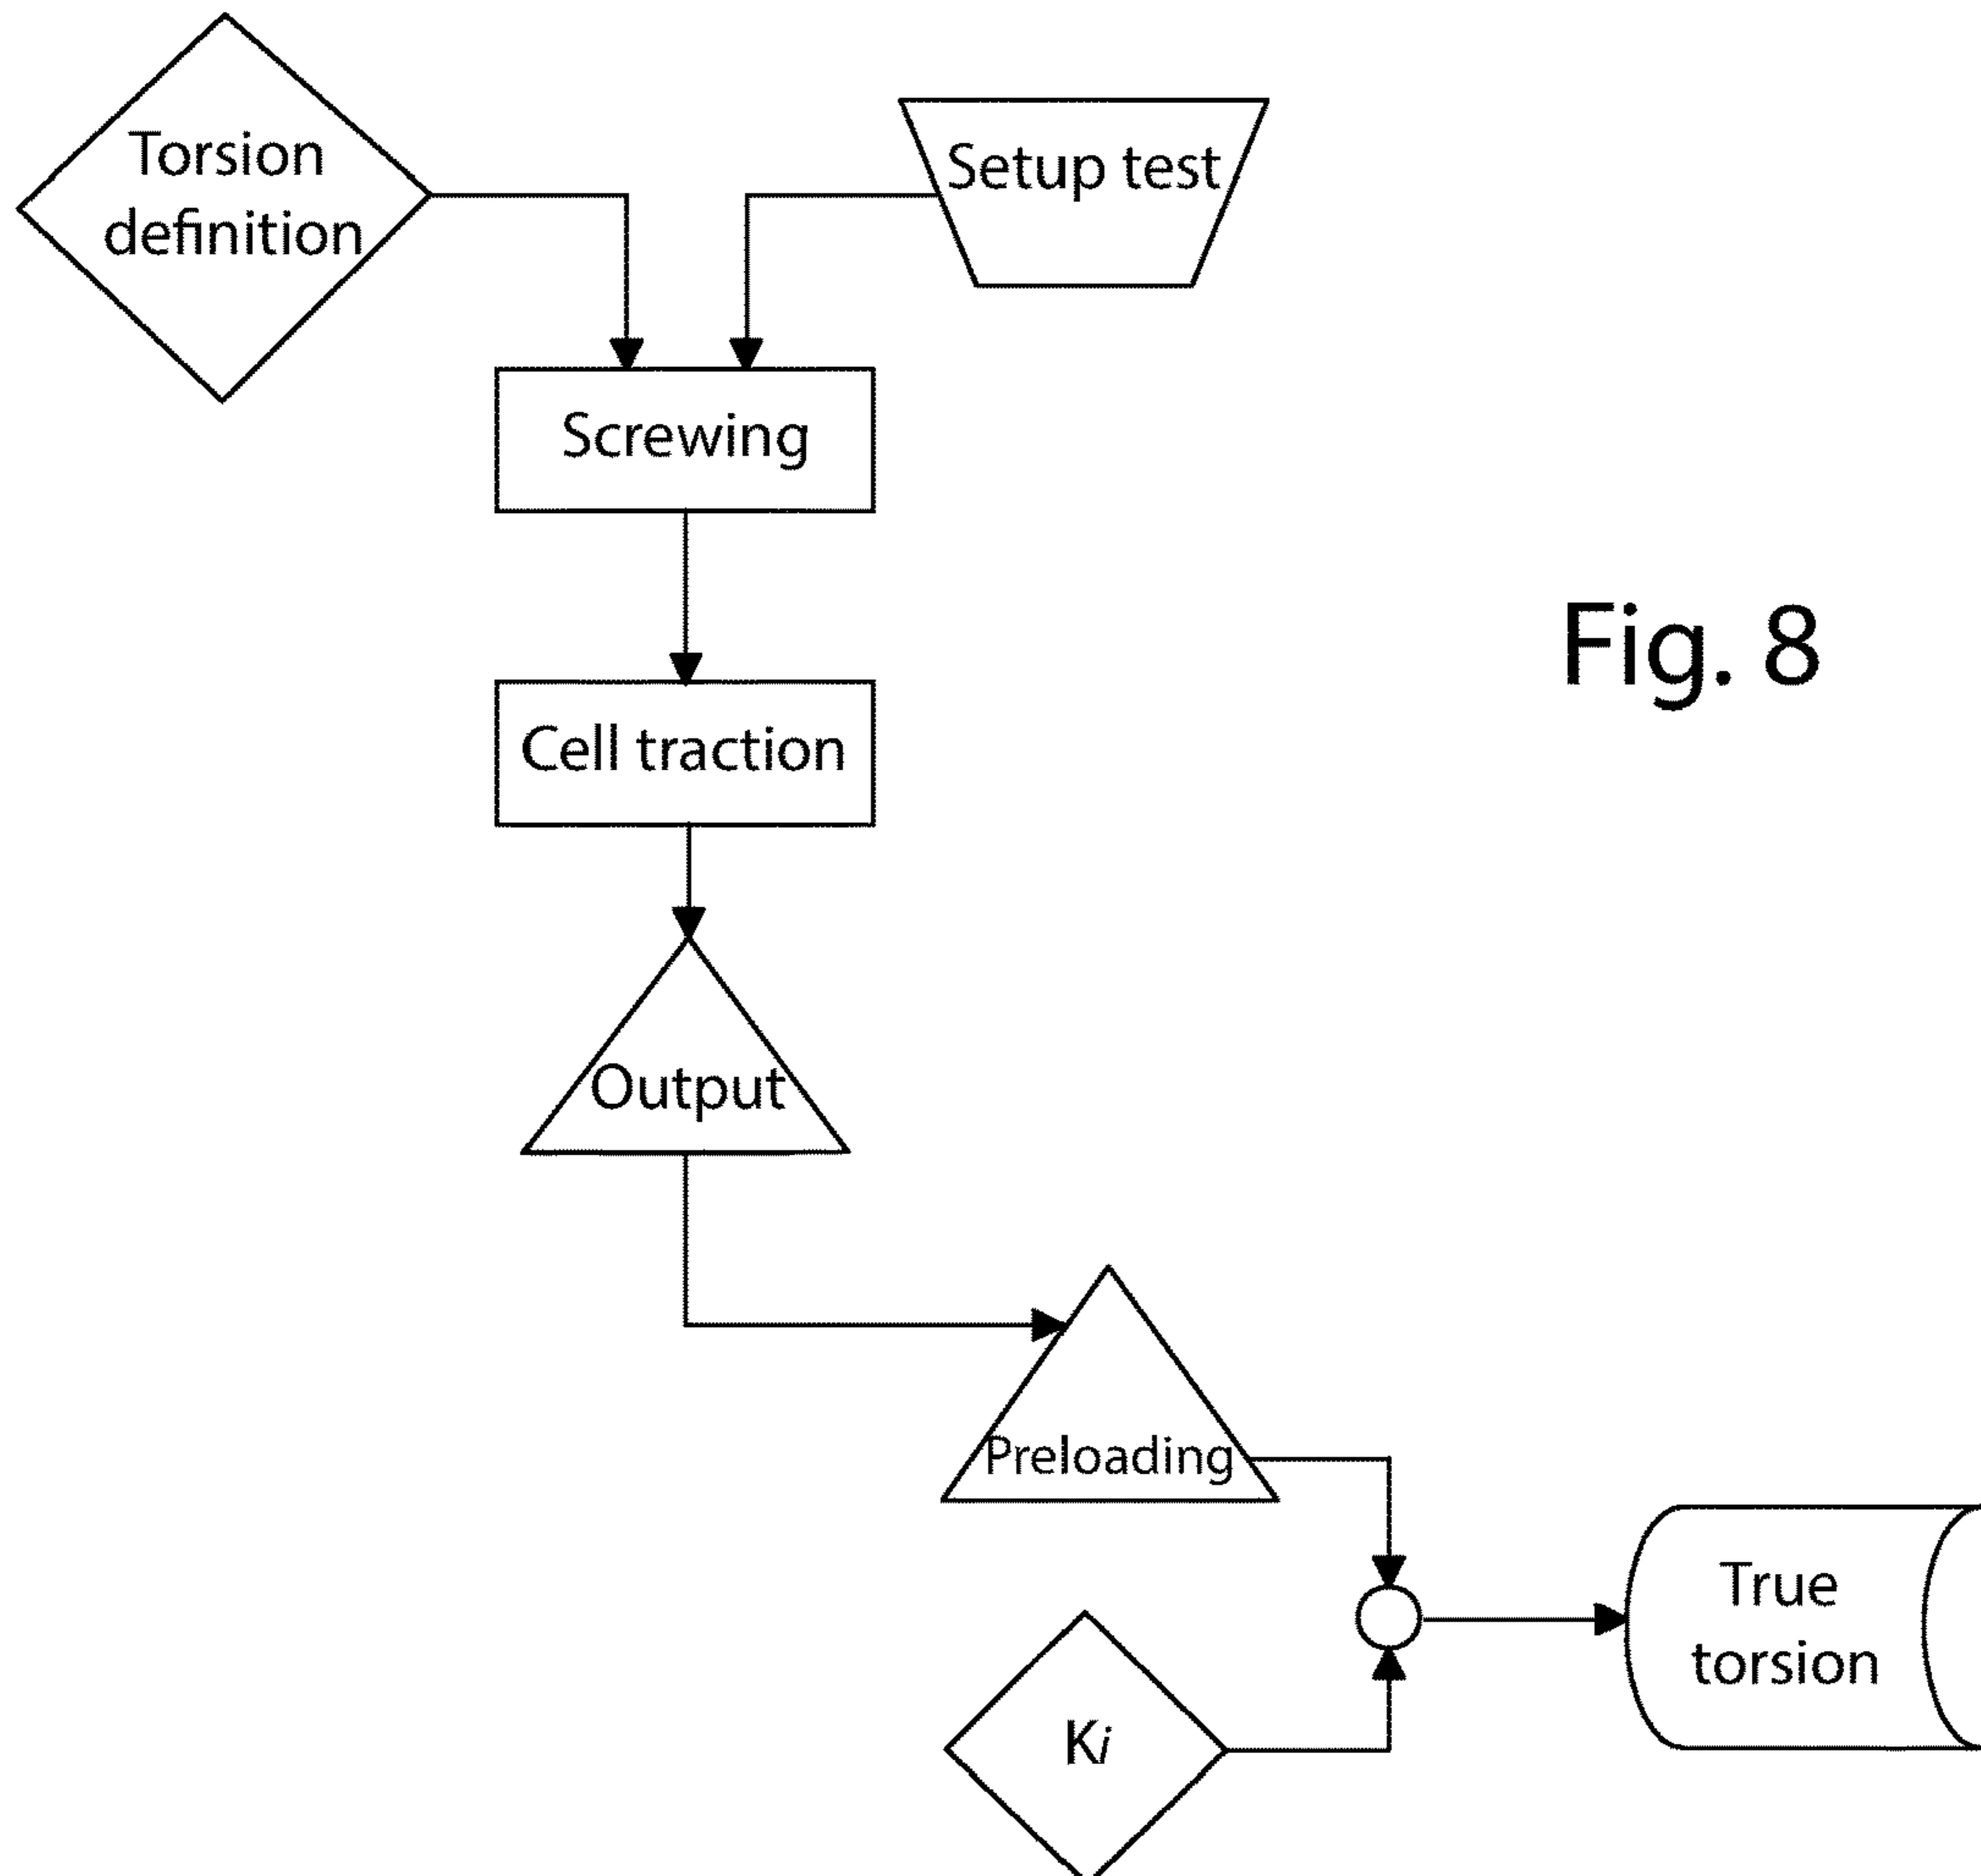 Torsion
definition
Setup test
Screwing
Fig. 8
Cell traction
Output
Preloading
True
torsion
Ki